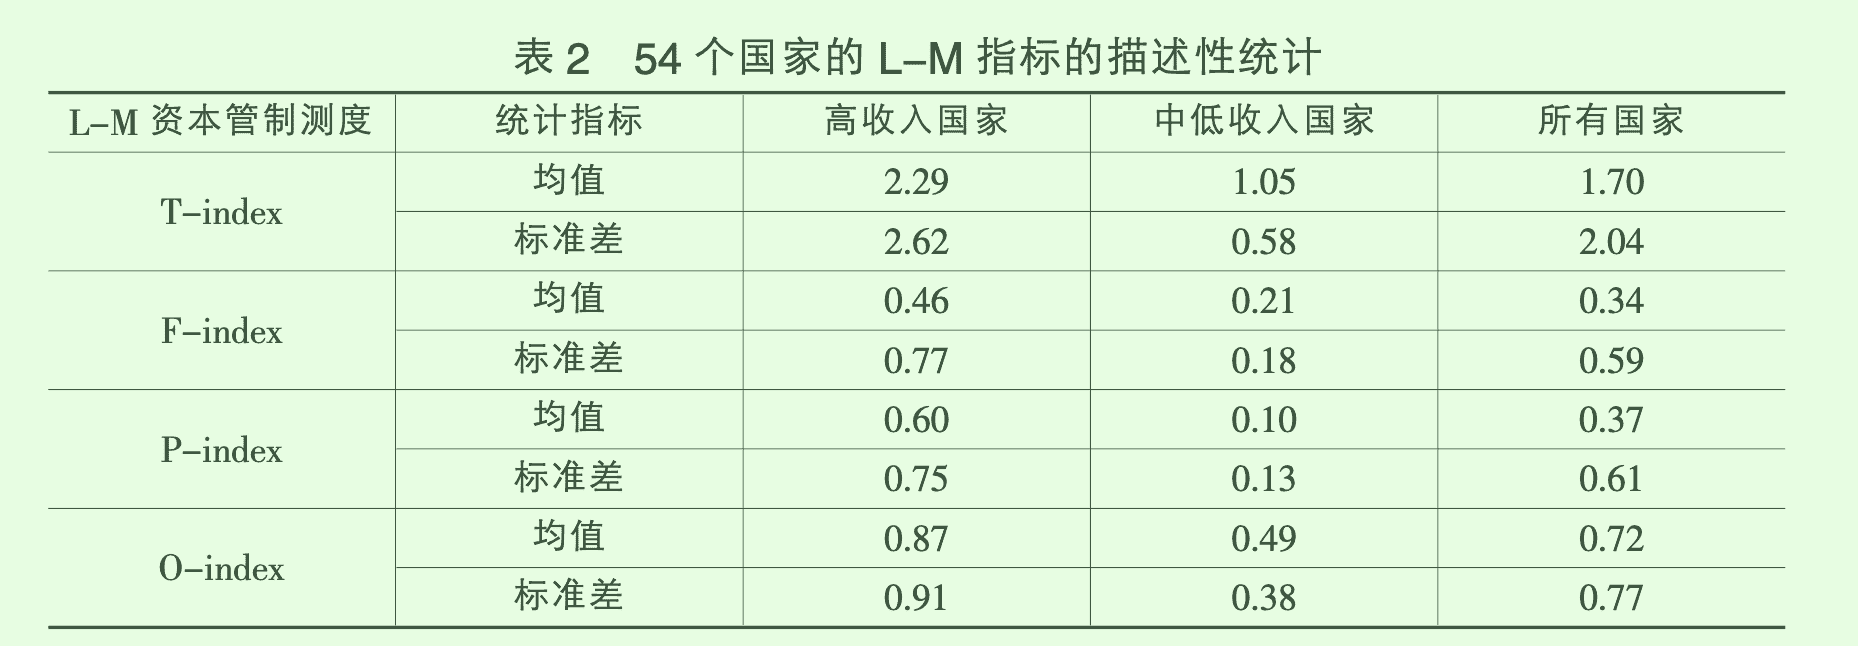 表 2 54 个国家的 L-M 指标的描述性统计
L-M 资本管制测度 统计指标 高收入国家 中低收入国家 所有国家
T-index 均值 2.29 1.05 1.70
标准差 2.62 0.58 2.04
F-index 均值 0.46 0.21 0.34
标准差 0.77 0.18 0.59
P-index 均值 0.60 0.10 0.37
标准差 0.75 0.13 0.61
O-index 均值 0.87 0.49 0.72
标准差 0.91 0.38 0.77